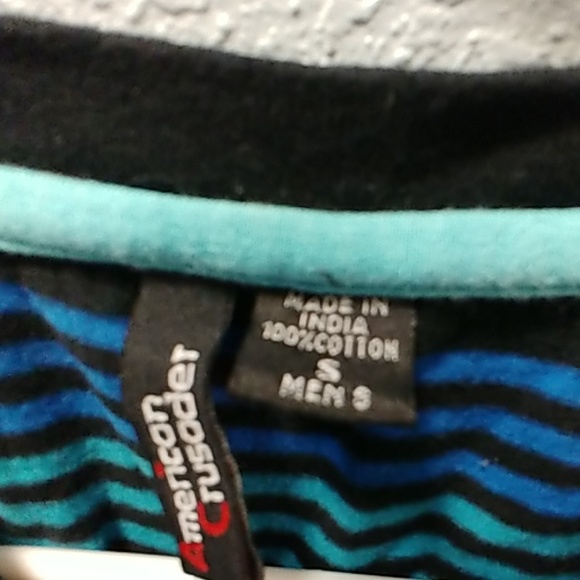 American
Crusader
MADE IN
INDIA
100%COTTON
S
MEN S